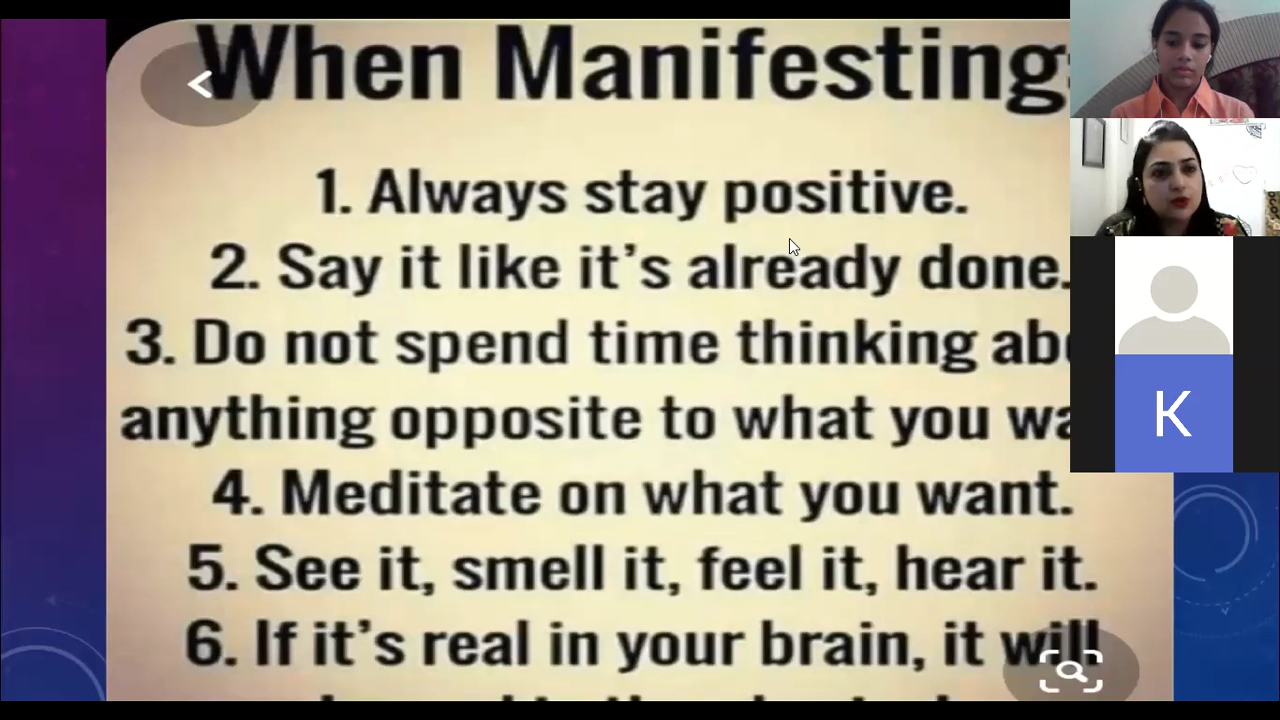 When Manifesting
1. Always stay positive.
2. Say it like it's already done.
3. Do not spend time thinking
anything opposite to what you
4. Meditate on what you want.
5. See it, smell it, feel it, hear it.
6. If it's real in your brain, it will
K